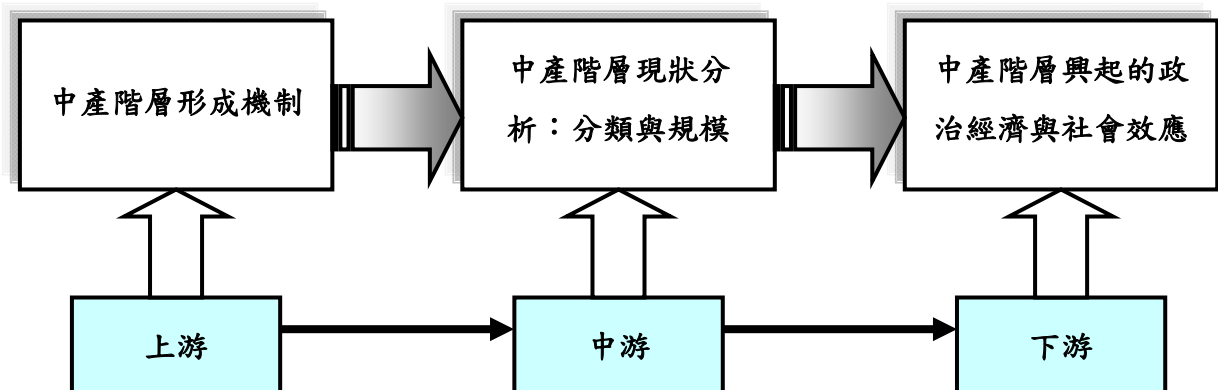 中產階層形成機制
中產階層現狀分
析：分類與規模
中產階層興起的政
治經濟與社會效應
上游
中游
下游